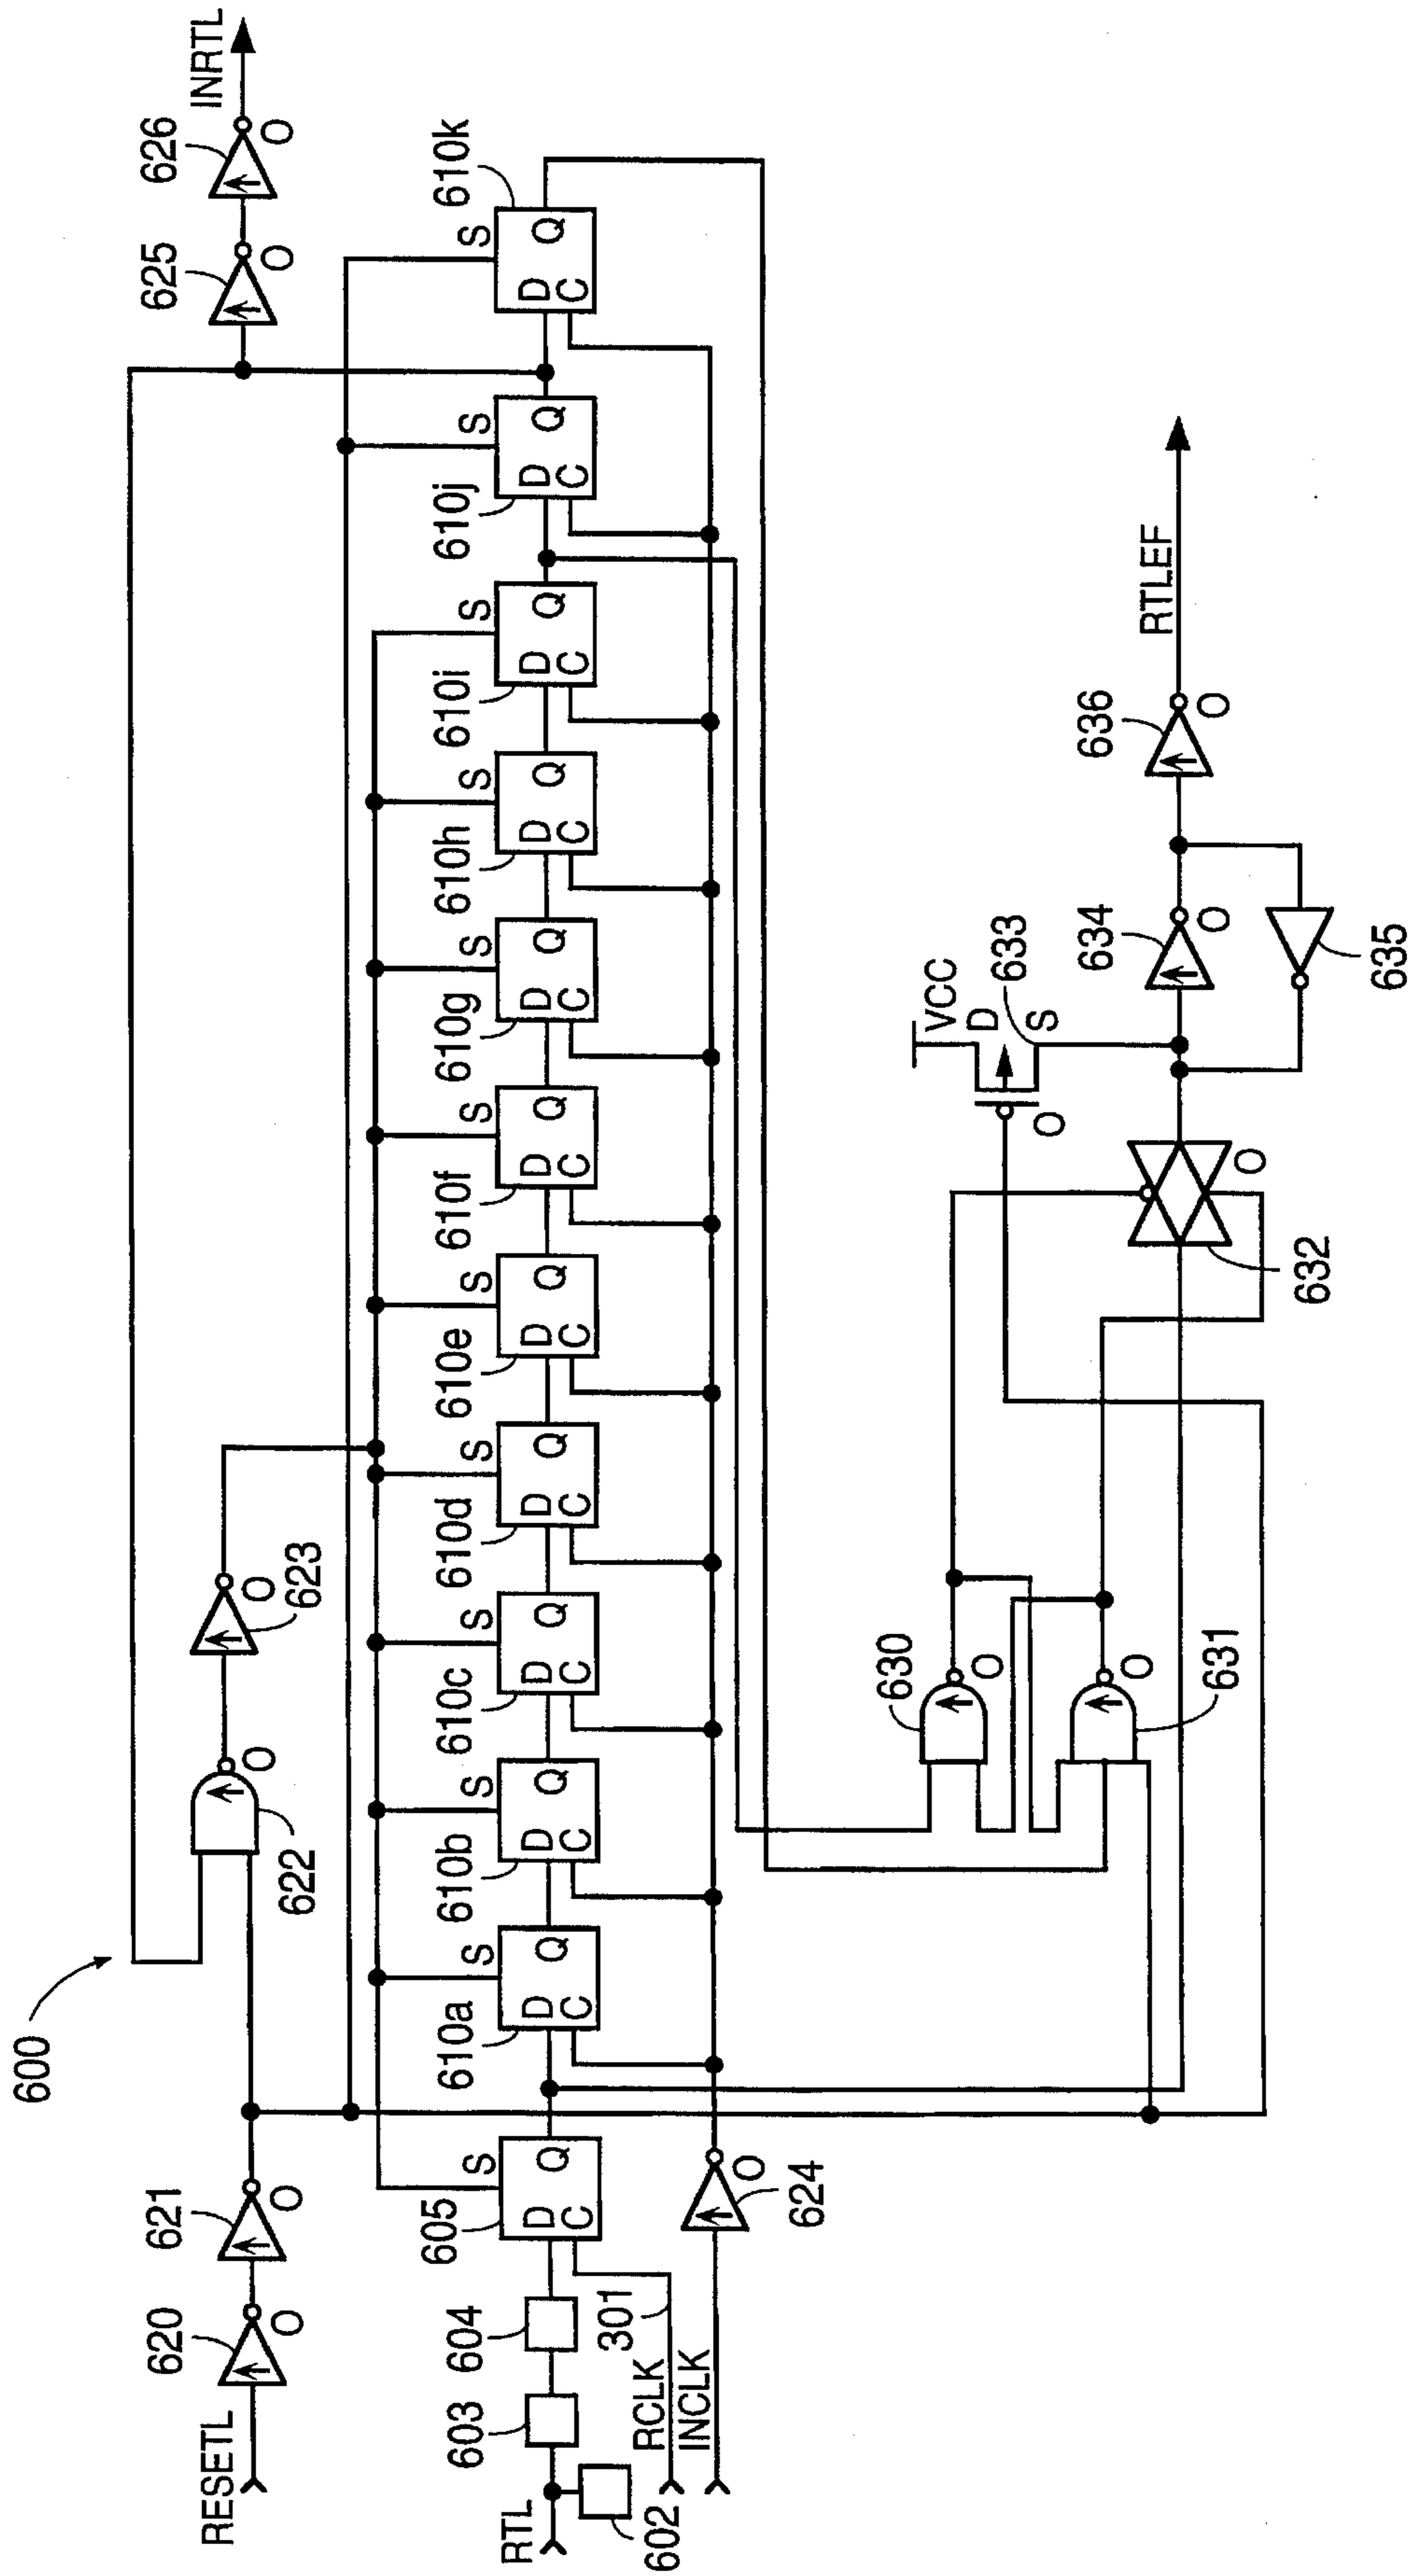 600
RESETL
620
O
621
O
622
O
623
O
625
O
626
O
INRTL
RTL
602
603
604
RCLK
301
INCLK
624
O
605
S
D
Q
C
610a
S
D
Q
C
610b
S
D
Q
C
610c
S
D
Q
C
610d
S
D
Q
C
610e
S
D
Q
C
610f
S
D
Q
C
610g
S
D
Q
C
610h
S
D
Q
C
610i
S
D
Q
C
610j
S
D
Q
C
610k
S
D
Q
C
630
O
631
O
632
O
VCC
D
S
633
O
634
O
635
636
O
RTLEF